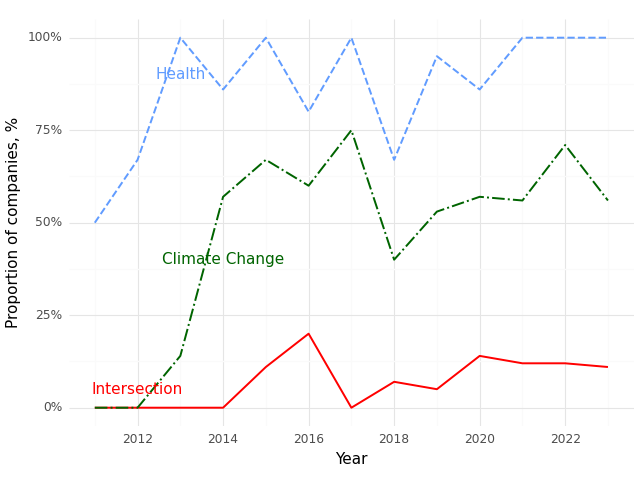 100%
Health
75%
Proportion of companies, %
50%
Climate Change
25%
Intersection
0%
2012 2014 2016 2018 2020 2022
Year